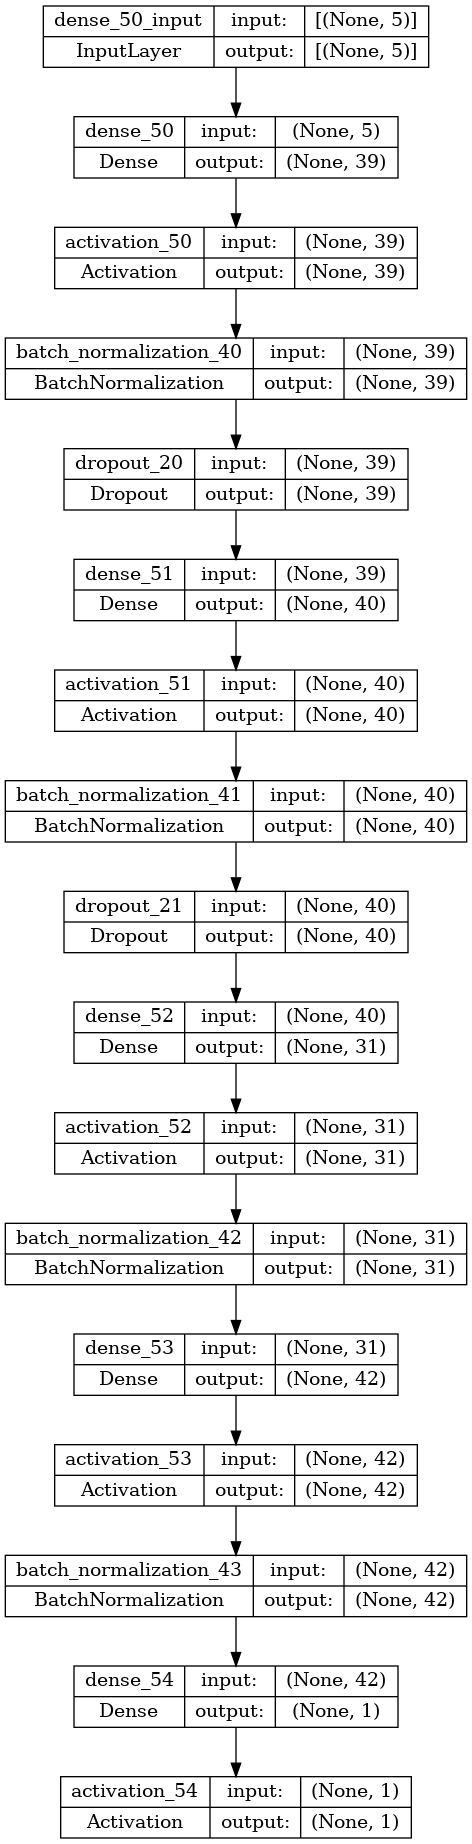 dense_50_input input: [(None, 5)]
InputLayer output: [(None, 5)]
dense_50 input: (None, 5)
Dense output: (None, 39)
activation_50 input: (None, 39)
Activation output: (None, 39)
batch_normalization_40 input: (None, 39)
BatchNormalization output: (None, 39)
dropout_20 input: (None, 39)
Dropout output: (None, 39)
dense_51 input: (None, 39)
Dense output: (None, 40)
activation_51 input: (None, 40)
Activation output: (None, 40)
batch_normalization_41 input: (None, 40)
BatchNormalization output: (None, 40)
dropout_21 input: (None, 40)
Dropout output: (None, 40)
dense_52 input: (None, 40)
Dense output: (None, 31)
activation_52 input: (None, 31)
Activation output: (None, 31)
batch_normalization_42 input: (None, 31)
BatchNormalization output: (None, 31)
dense_53 input: (None, 31)
Dense output: (None, 42)
activation_53 input: (None, 42)
Activation output: (None, 42)
batch_normalization_43 input: (None, 42)
BatchNormalization output: (None, 42)
dense_54 input: (None, 42)
Dense output: (None, 1)
activation_54 input: (None, 1)
Activation output: (None, 1)